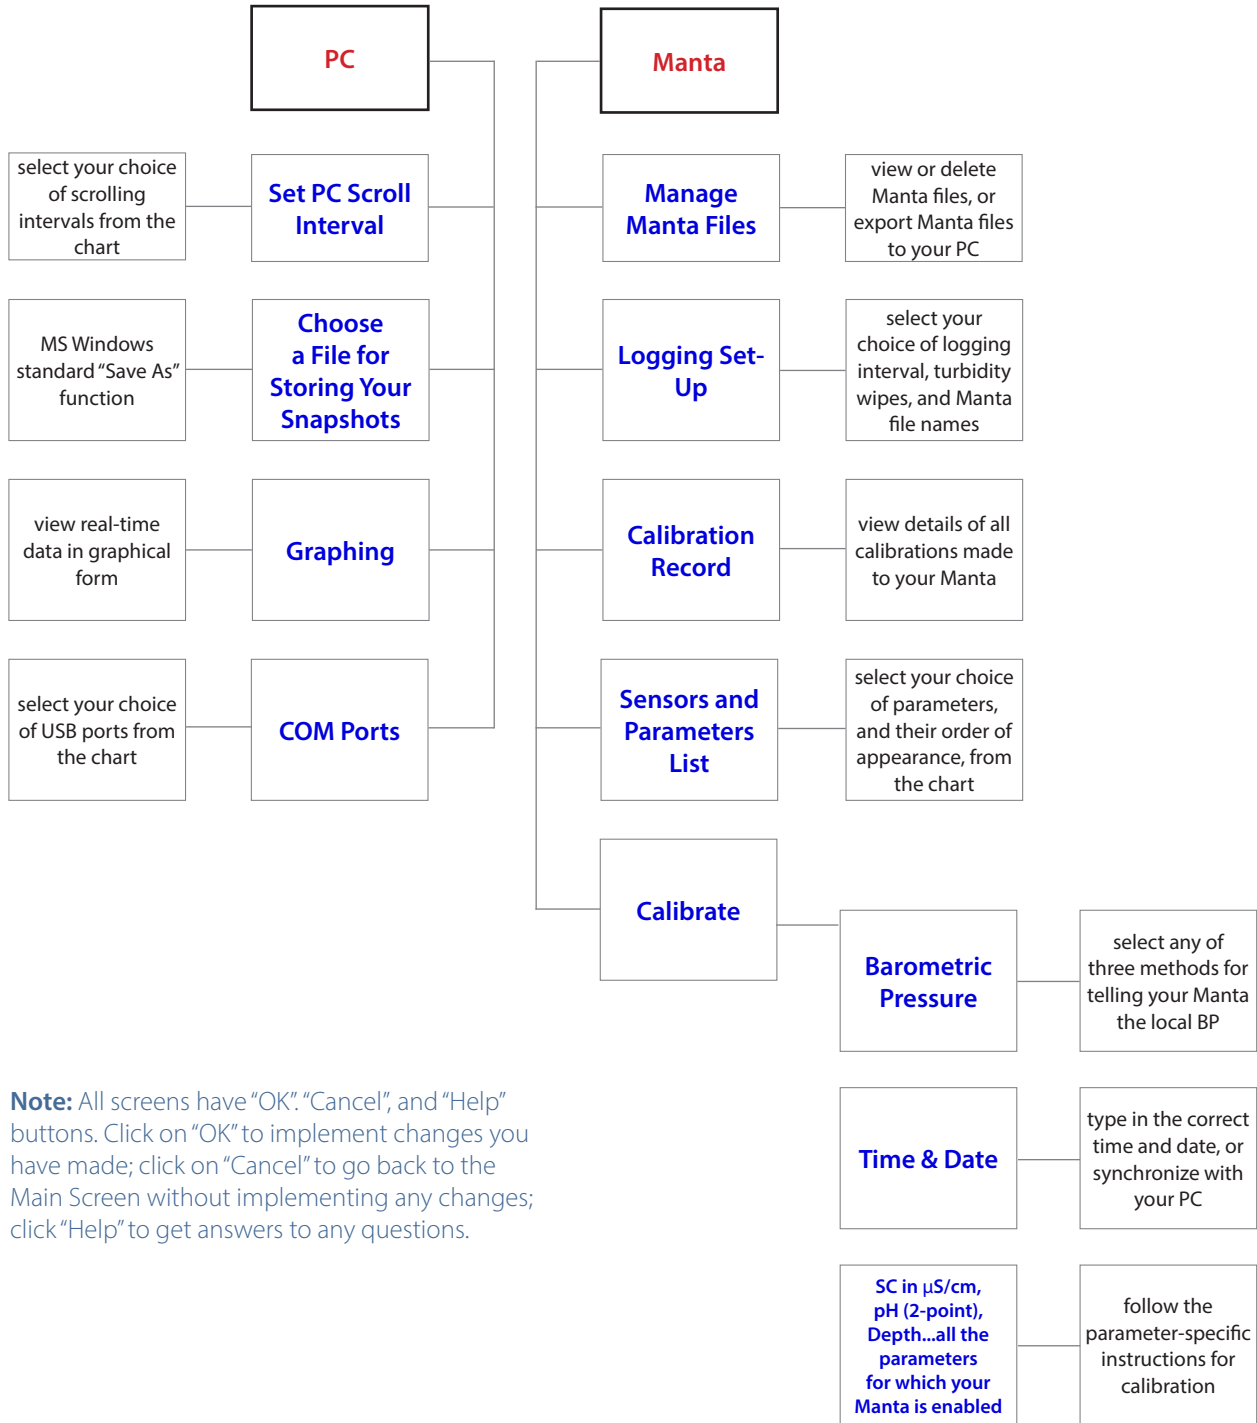 PC
Manta
select your choice
of scrolling
intervals from the
chart
Set PC Scroll
Interval
Manage
Manta Files
view or delete
Manta files, or
export Manta files
to your PC
MS Windows
standard “Save As”
function
Choose
a File for
Storing Your
Snapshots
Logging Set-
Up
select your
choice of logging
interval, turbidity
wipes, and Manta
file names
view real-time
data in graphical
form
Graphing
Calibration
Record
view details of all
calibrations made
to your Manta
select your choice
of USB ports from
the chart
COM Ports
Sensors and
Parameters
List
select your choice
of parameters,
and their order of
appearance, from
the chart
Calibrate
Barometric
Pressure
select any of
three methods for
telling your Manta
the local BP
Note: All screens have “OK”. “Cancel”, and “Help”
buttons. Click on “OK” to implement changes you
have made; click on “Cancel” to go back to the
Main Screen without implementing any changes;
click “Help” to get answers to any questions.
Time & Date
type in the correct
time and date, or
synchronize with
your PC
SC in µS/cm,
pH (2-point),
Depth...all the
parameters
for which your
Manta is enabled
follow the
parameter-specific
instructions for
calibration